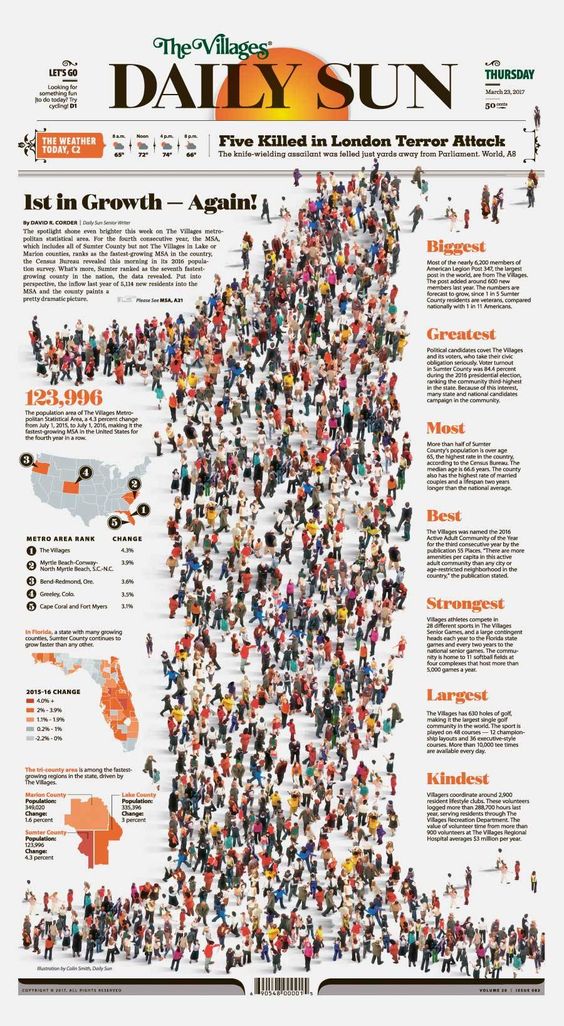 The Villages®
DAILY SUN
LET'S GO
Looking for
something fun
to do today? Try
cycling! D1
THURSDAY
March 23, 2017
50 cents
THE WEATHER
TODAY, C2
8 a.m. Noon 4 p.m. 8 p.m.
65° 72° 74° 66°
Five Killed in London Terror Attack
The knife-wielding assailant was felled just yards away from Parliament. World, A8
1st in Growth — Again!
By DAVID R. CORDER | Daily Sun Senior Writer
The spotlight shone even brighter this week on The Villages metro-
politan statistical area. For the fourth consecutive year, the MSA,
which includes all of Sumter County but not The Villages in Lake or
Marion counties, ranks as the fastest-growing MSA in the country,
the Census Bureau revealed this morning in its 2016 popula-
tion survey. What's more, Sumter ranked as the seventh fastest-
growing county in the nation, the data revealed. Put into
perspective, the inflow last year of 5,114 new residents into the
MSA and the county paints a
pretty dramatic picture.
Please See MSA, A21
123,996
The population area of The Villages Metro-
politan Statistical Area, a 4.3 percent change
from July 1, 2015, to July 1, 2016, making it the
fastest-growing MSA in the United States for
the fourth year in a row.
3
4
2
1
5
METRO AREA RANK CHANGE
1 The Villages 4.3%
2 Myrtle Beach-Conway-
North Myrtle Beach, S.C.-N.C. 3.9%
3 Bend-Redmond, Ore. 3.6%
4 Greeley, Colo. 3.5%
5 Cape Coral and Fort Myers 3.1%
In Florida, a state with many growing
counties, Sumter County continues to
grow faster than any other.
2015-16 CHANGE
4.0% +
2% - 3.9%
1.1% - 1.9%
0.2% - 1%
-2.2% - 0%
The tri-county area is among the fastest-
growing regions in the state, driven by
The Villages.
Marion County
Population:
349,020
Change:
1.6 percent
Lake County
Population:
335,396
Change:
3 percent
Sumter County
Population:
123,996
Change:
4.3 percent
Biggest
Most of the nearly 6,200 members of
American Legion Post 347, the largest
post in the world, are from The Villages.
The post added around 600 new
members last year. The numbers are
forecast to grow, since 1 in 5 Sumter
County residents are veterans, compared
nationally with 1 in 11 Americans.
Greatest
Political candidates covet The Villages
and its voters, who take their civic
obligation seriously. Voter turnout
in Sumter County was 84.4 percent
during the 2016 presidential election,
ranking the community third-highest
in the state. Because of this interest,
many state and national candidates
campaign in the community.
Most
More than half of Sumter
County's population is over age
65, the highest rate in the country,
according to the Census Bureau. The
median age is 66.6 years. The county
also has the highest rate of married
couples and a lifespan two years
longer than the national average.
Best
The Villages was named the 2016
Active Adult Community of the Year
for the third consecutive year by the
publication 55 Places. "There are more
amenities per capita in this active
adult community than any city or
age-restricted neighborhood in the
country," the publication stated.
Strongest
Villages athletes compete in
28 different sports in The Villages
Senior Games, and a large contingent
heads each year to the Florida state
games and every two years to the
national senior games. The commu-
nity is home to 11 softball fields at
four complexes that host more than
5,000 games a year.
Largest
The Villages has 630 holes of golf,
making it the largest single golf
community in the world. The sport is
played on 48 courses — 12 champion-
ship layouts and 36 executive-style
courses. More than 10,000 tee times
are available every day.
Kindest
Villagers coordinate around 2,900
resident lifestyle clubs. These volunteers
logged more than 288,700 hours last
year, serving residents through The
Villages Recreation Department. The
value of volunteer time from more than
900 volunteers at The Villages Regional
Hospital averages $3 million per year.
Illustration by Colin Smith, Daily Sun
COPYRIGHT © 2017, ALL RIGHTS RESERVED
4 90548 00001 5
VOLUME 20 | ISSUE 083